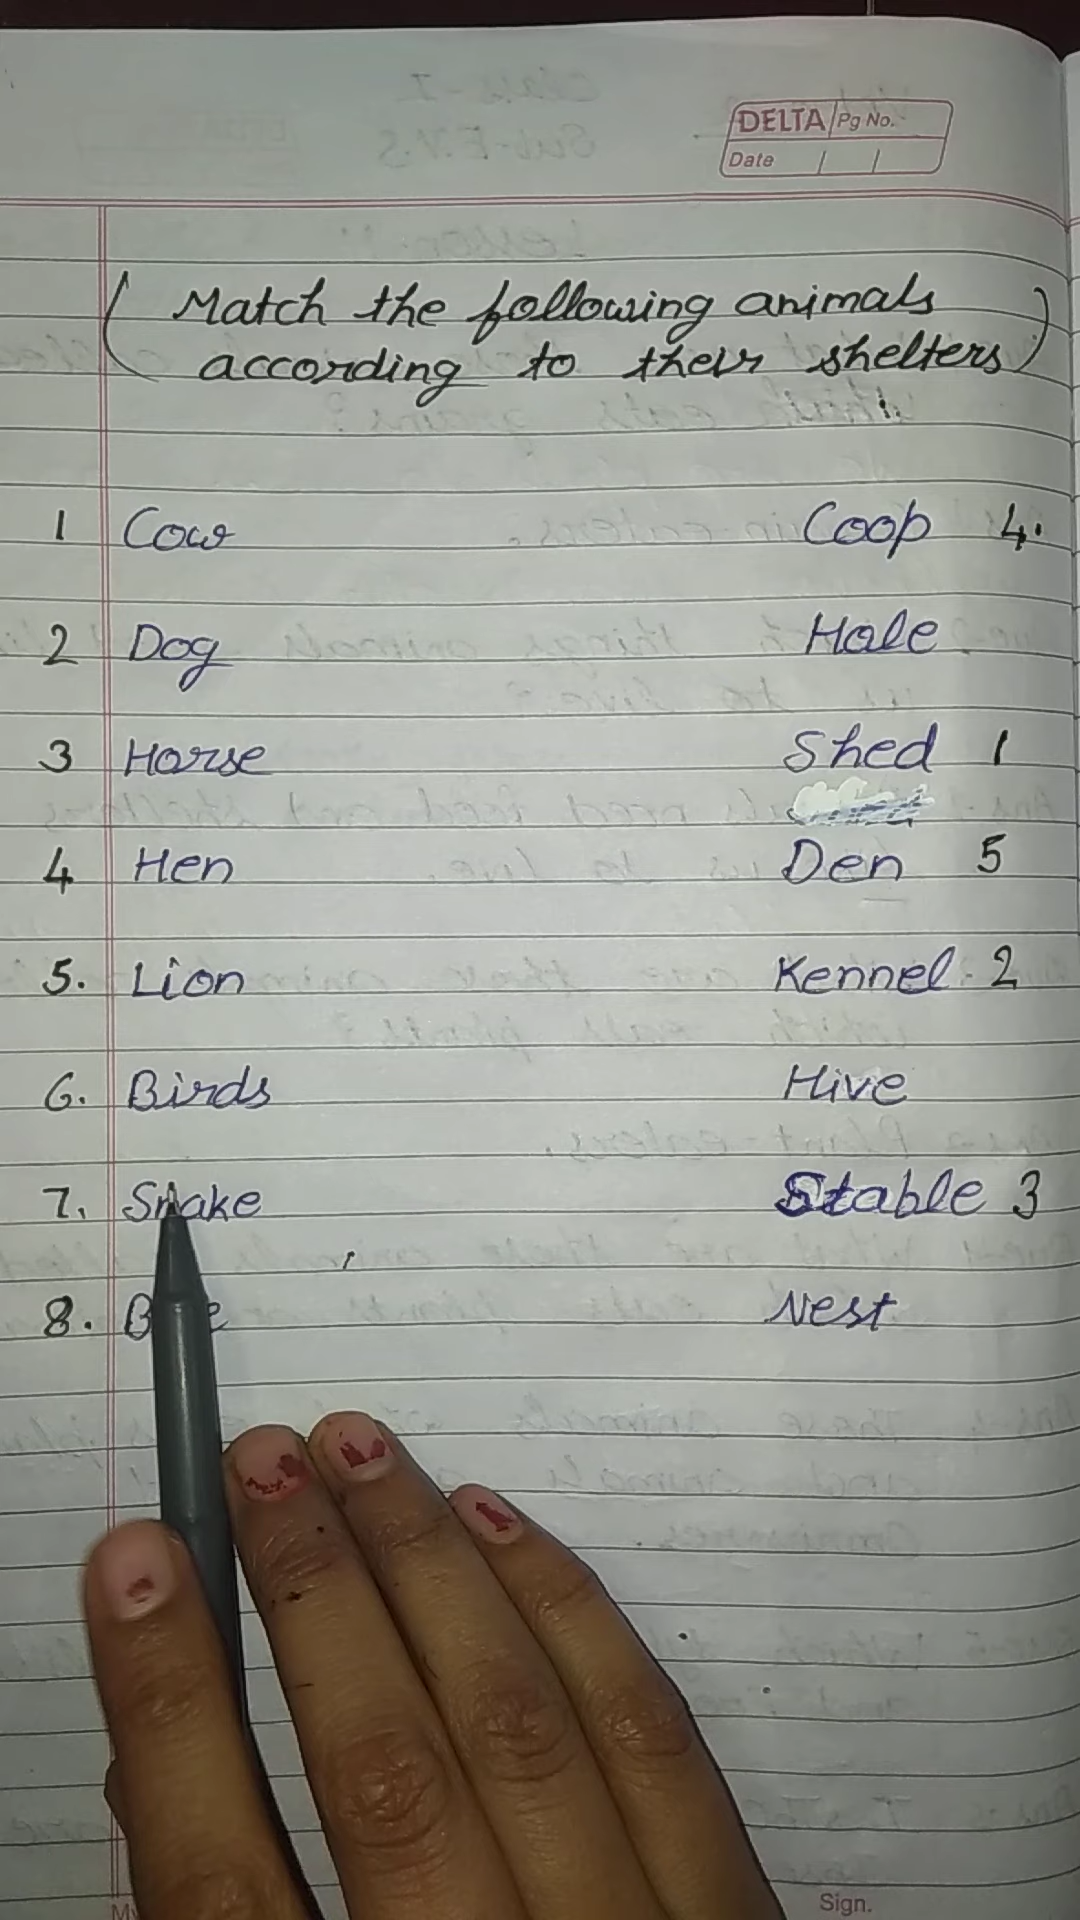 DELTA Pg No.
Date
(Match the following animals
according to their shelters)
1 Cow Coop 4.
2 Dog Hole
3 Horse Shed 1
4 Hen Den 5
5. Lion Kennel. 2
6. Birds Hive
7. Snake Stable 3
8. Nest
Sign.